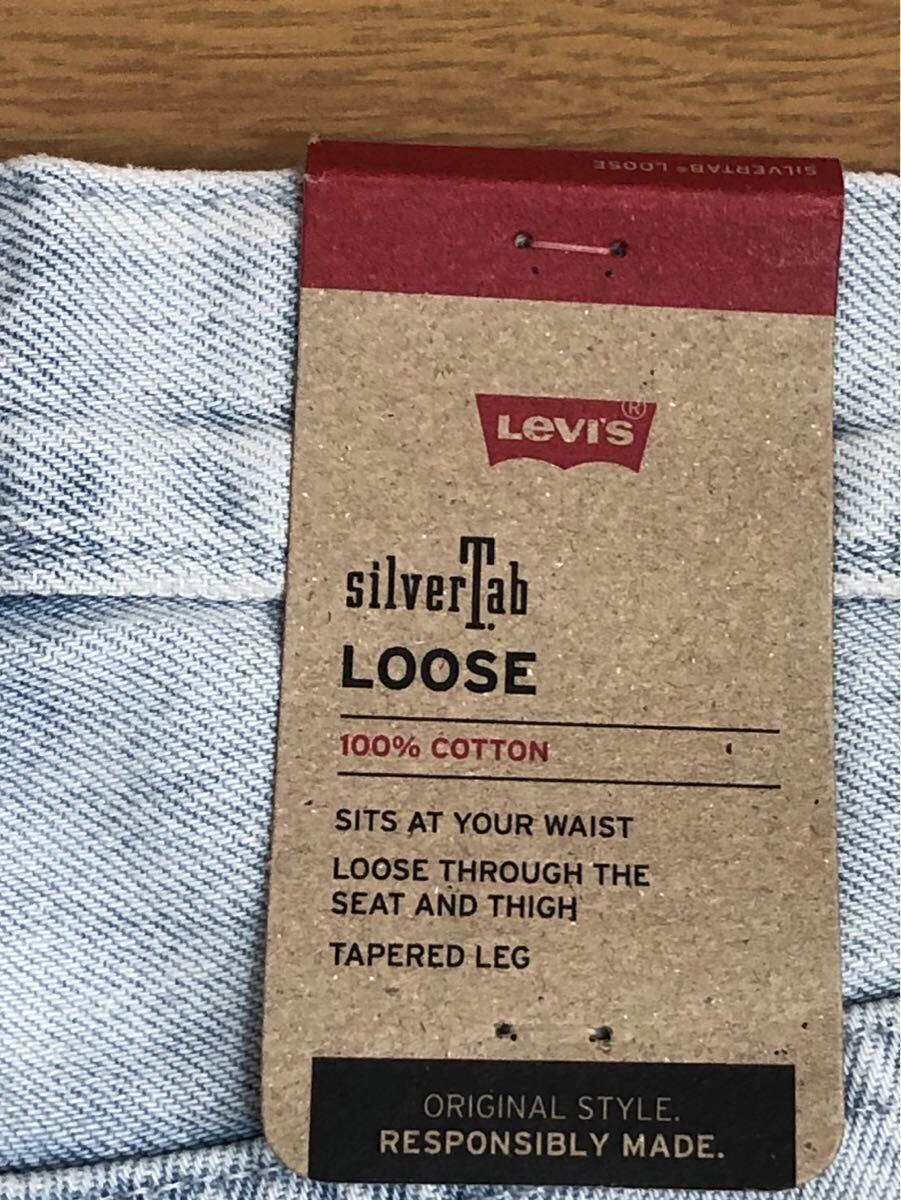 SILVERTAB® LOOSE
LEVI'S®
silverTab
LOOSE
100% COTTON
SITS AT YOUR WAIST
LOOSE THROUGH THE
SEAT AND THIGH
TAPERED LEG
ORIGINAL STYLE.
RESPONSIBLY MADE.